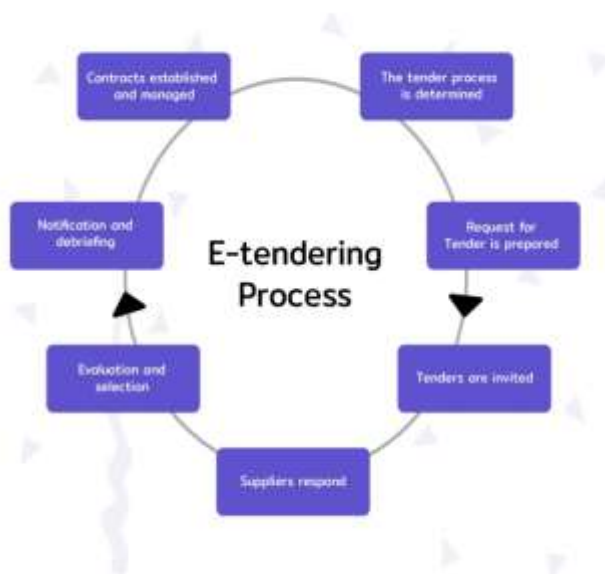 Contracts established
and managed
The tender process
is determined
Notification and
debriefing
Request for
Tender is prepared
E-tendering
Process
Evaluation and
selection
Tenders are invited
Suppliers respond